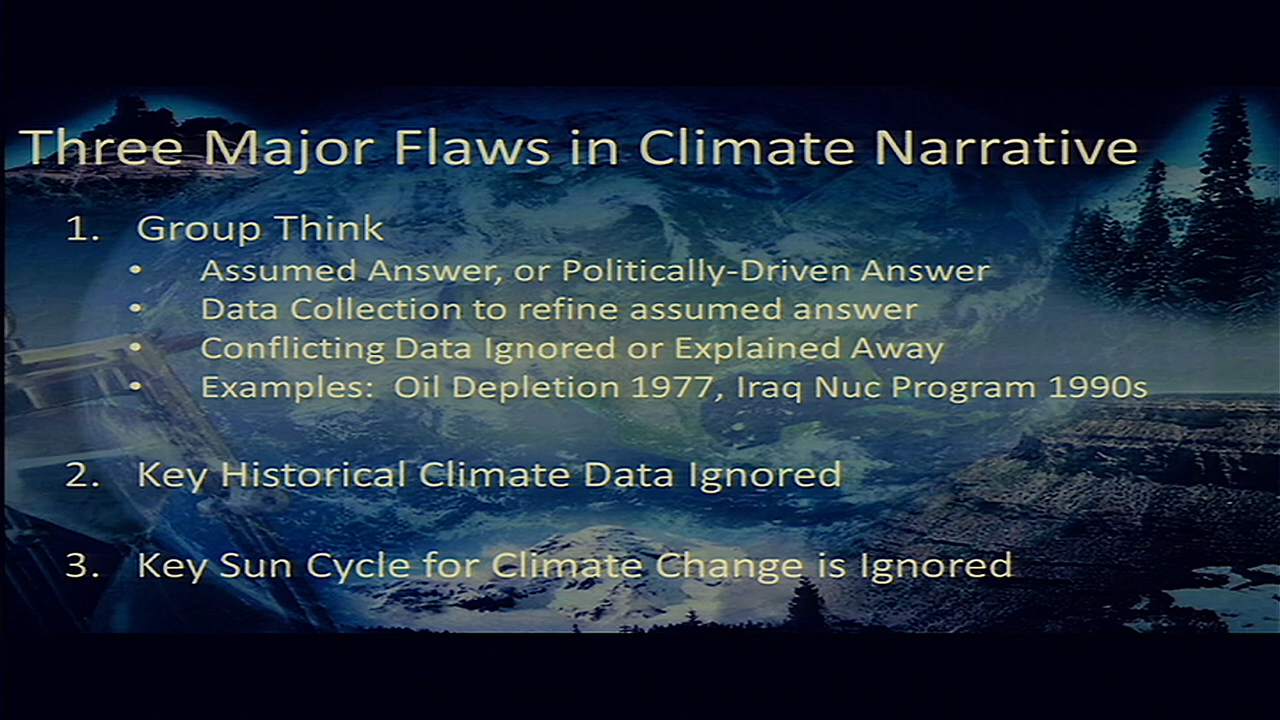 Three Major Flaws in Climate Narrative
1. Group Think
• Assumed Answer, or Politically-Driven Answer
• Data Collection to refine assumed answer
• Conflicting Data Ignored or Explained Away
• Examples: Oil Depletion 1977, Iraq Nuc Program 1990s
2. Key Historical Climate Data Ignored
3. Key Sun Cycle for Climate Change is Ignored